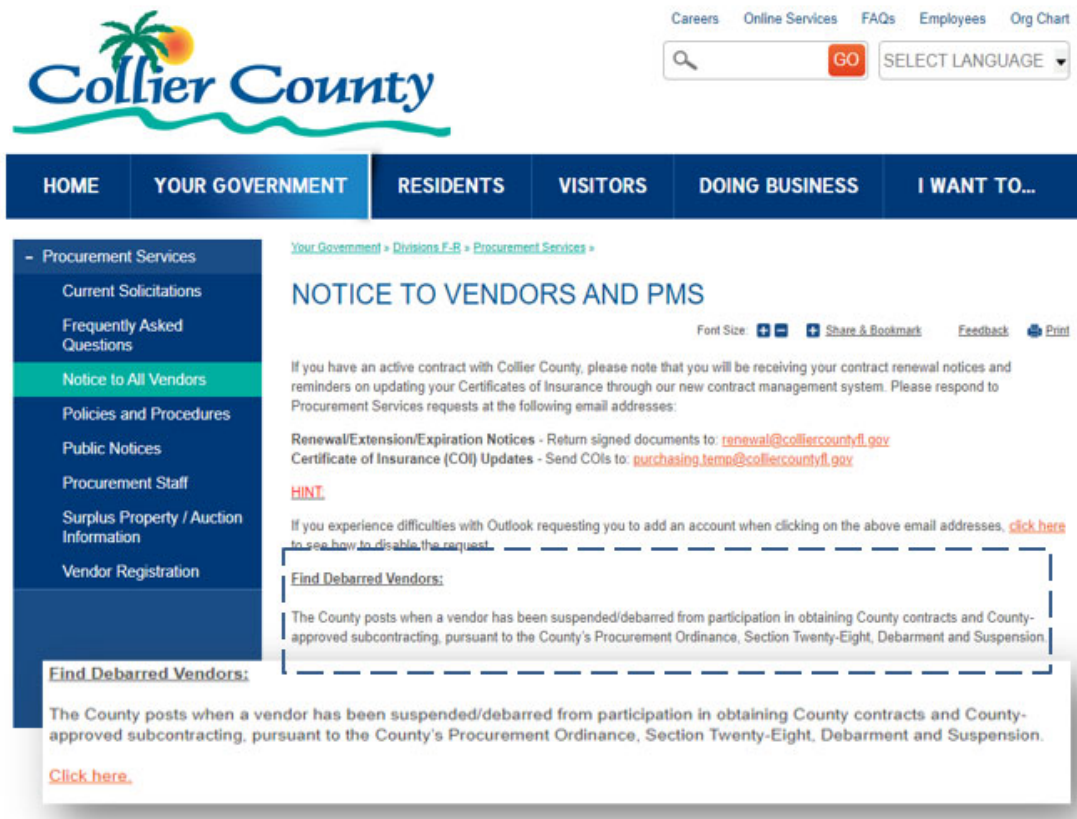 Careers Online Services FAQs Employees Org Chart
Collier County
GO
SELECT LANGUAGE
HOME YOUR GOVERNMENT RESIDENTS VISITORS DOING BUSINESS I WANT TO...
- Procurement Services
Current Solicitations
Frequently Asked
Questions
Notice to All Vendors
Policies and Procedures
Public Notices
Procurement Staff
Surplus Property / Auction
Information
Vendor Registration
Your Government » Divisions F-R » Procurement Services »
NOTICE TO VENDORS AND PMS
Font Size: Share & Bookmark Feedback Print
If you have an active contract with Collier County, please note that you will be receiving your contract renewal notices and
reminders on updating your Certificates of Insurance through our new contract management system. Please respond to
Procurement Services requests at the following email addresses:
Renewal/Extension/Expiration Notices - Return signed documents to: renewal@colliercountyfl.gov
Certificate of Insurance (COI) Updates - Send COIs to: purchasing.temp@colliercountyfl.gov
HINT:
If you experience difficulties with Outlook requesting you to add an account when clicking on the above email addresses, click here
to see how to disable the request
Find Debarred Vendors:
The County posts when a vendor has been suspended/debarred from participation in obtaining County contracts and County-
approved subcontracting, pursuant to the County's Procurement Ordinance, Section Twenty-Eight, Debarment and Suspension.
Find Debarred Vendors:
The County posts when a vendor has been suspended/debarred from participation in obtaining County contracts and County-
approved subcontracting, pursuant to the County's Procurement Ordinance, Section Twenty-Eight, Debarment and Suspension.
Click here.